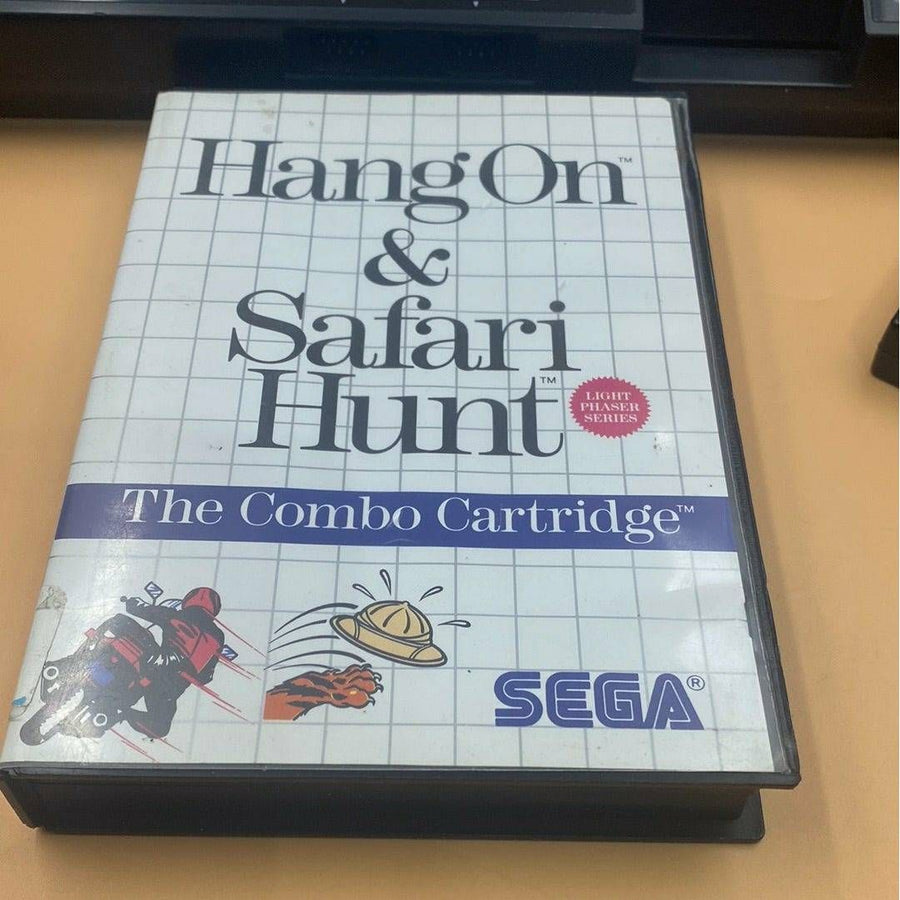 Hang On™
&
Safari
Hunt™
LIGHT
PHASER
SERIES
The Combo Cartridge™
SEGA®